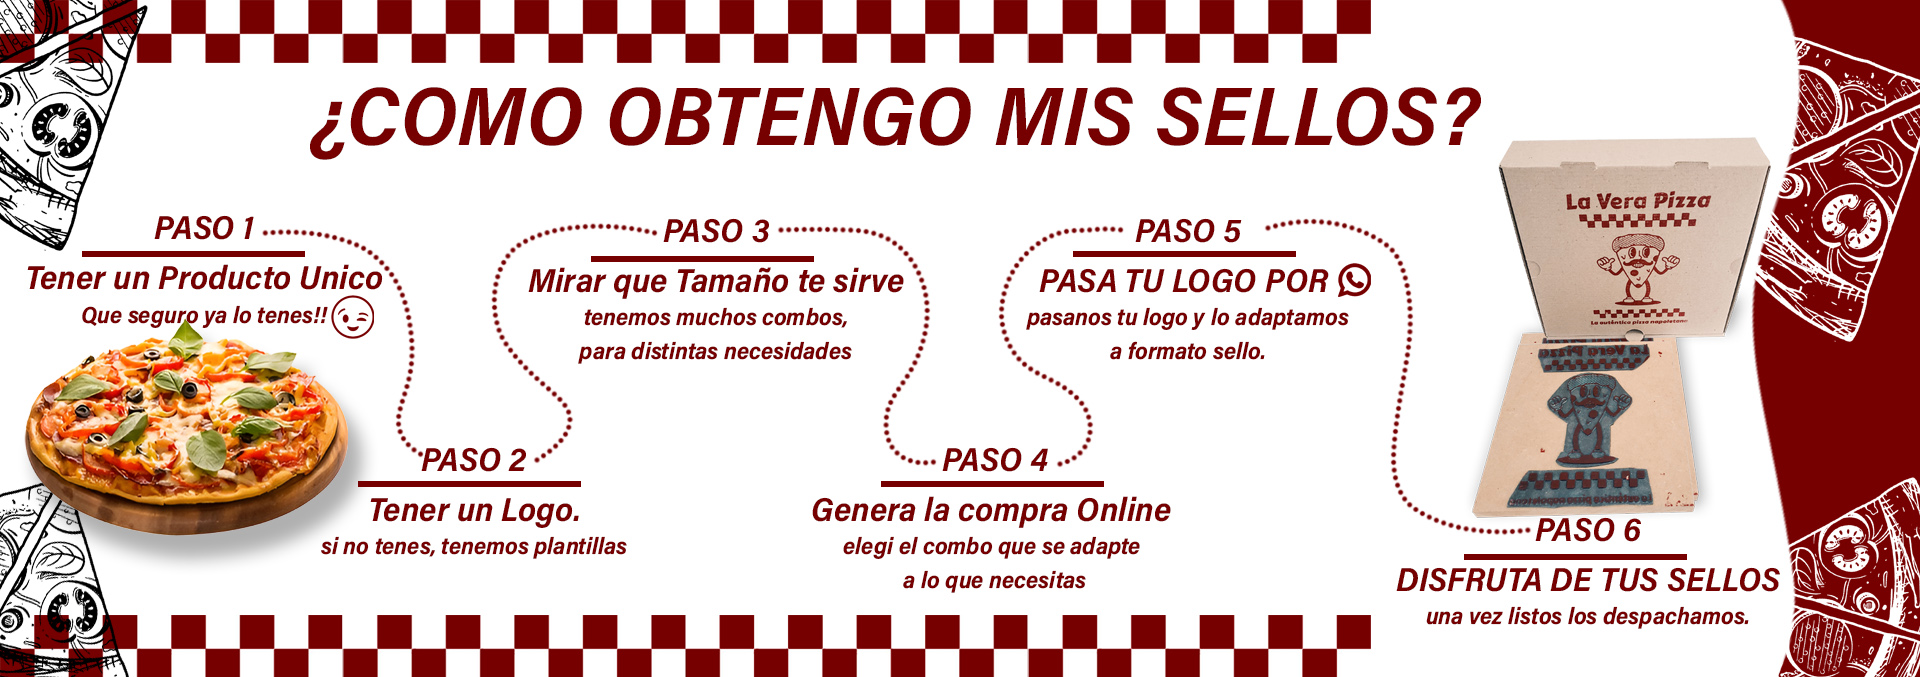 ¿COMO OBTENGO MIS SELLOS?
PASO 1
Tener un Producto Unico
Que seguro ya lo tenes!!
PASO 2
Tener un Logo.
si no tenes, tenemos plantillas
PASO 3
Mirar que Tamaño te sirve
tenemos muchos combos,
para distintas necesidades
PASO 4
Genera la compra Online
elegi el combo que se adapte
a lo que necesitas
PASO 5
PASA TU LOGO POR
pasanos tu logo y lo adaptamos
a formato sello.
La Vera Pizza
La auténtica pizza napoletana
PASO 6
DISFRUTA DE TUS SELLOS
una vez listos los despachamos.